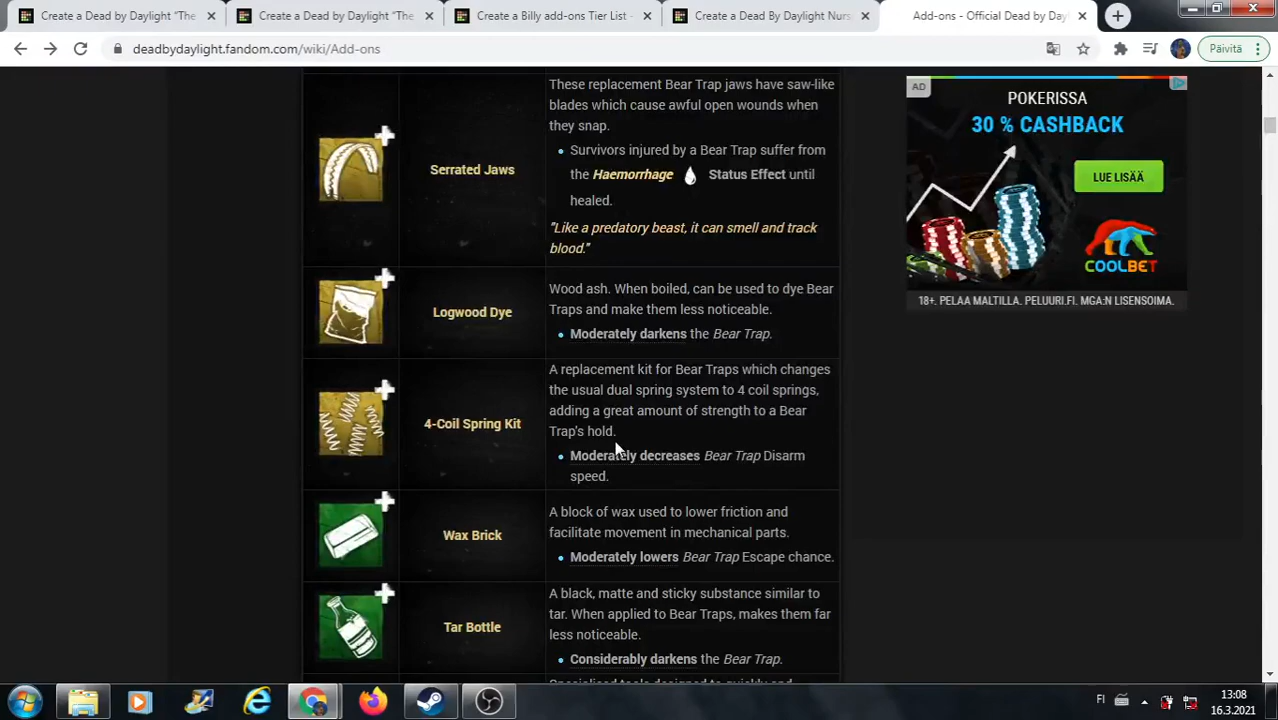 Create a Dead by Daylight "The
Create a Dead by Daylight "The
Create a Billy add-ons Tier List -
Create a Dead By Daylight Nurs
Add-ons - Official Dead by Day
deadbydaylight.fandom.com/wiki/Add-ons
Päivitä
These replacement Bear Trap jaws have saw-like
blades which cause awful open wounds when
they snap.
Serrated Jaws
Survivors injured by a Bear Trap suffer from
the Haemorrhage Status Effect until
healed.
"Like a predatory beast, it can smell and track
blood."
Logwood Dye
Wood ash. When boiled, can be used to dye Bear
Traps and make them less noticeable.
Moderately darkens the Bear Trap.
4-Coil Spring Kit
A replacement kit for Bear Traps which changes
the usual dual spring system to 4 coil springs,
adding a great amount of strength to a Bear
Trap's hold.
Moderately decreases Bear Trap Disarm
speed.
Wax Brick
A block of wax used to lower friction and
facilitate movement in mechanical parts.
Moderately lowers Bear Trap Escape chance.
Tar Bottle
A black, matte and sticky substance similar to
tar. When applied to Bear Traps, makes them far
less noticeable.
Considerably darkens the Bear Trap.
AD
POKERISSA
30 % CASHBACK
LUE LISÄÄ
COOLBET
18+. PELAA MALTILLA. PELUURI.FI. MGA:N LISENSOIMA.
FI
13:08
16.3.2021